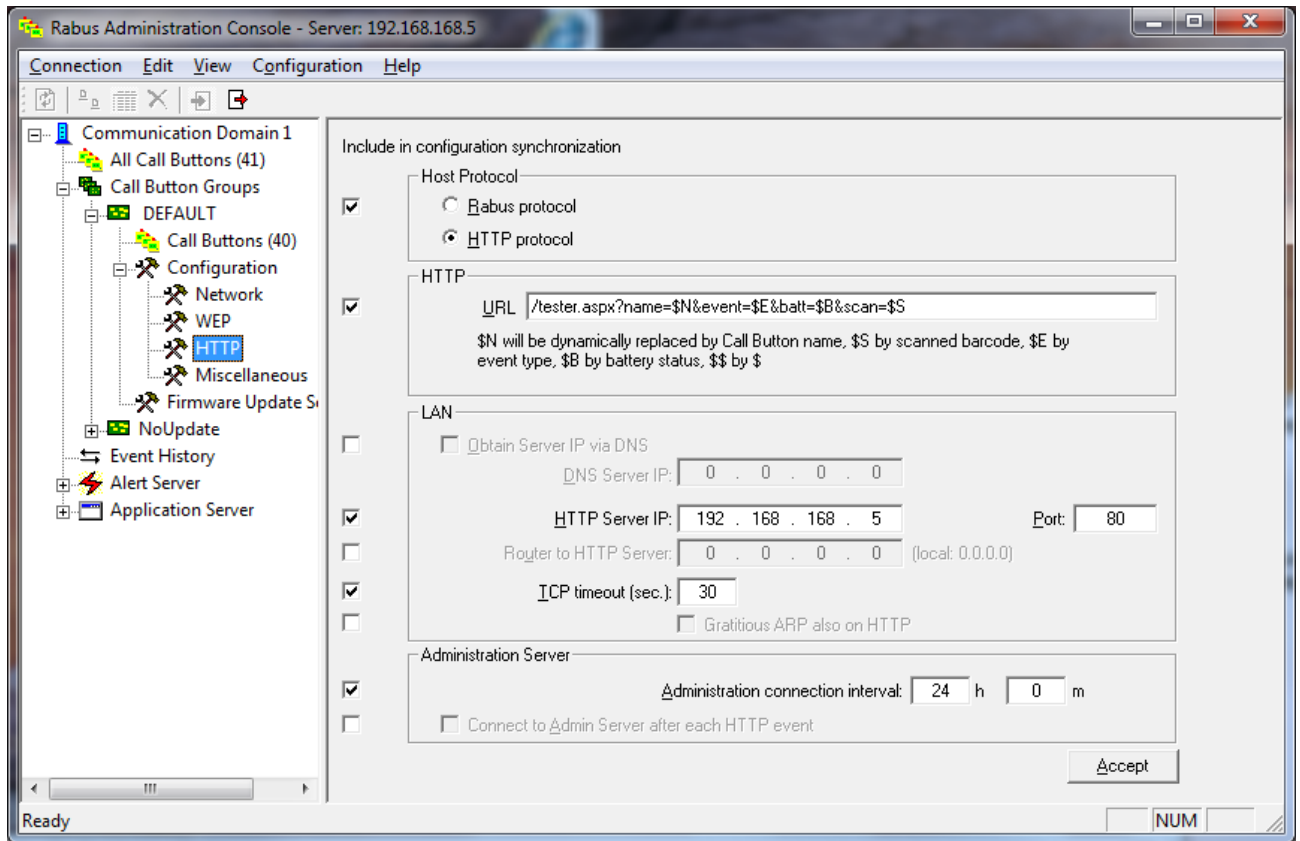 Rabus Administration Console - Server: 192.168.168.5
Connection Edit View Configuration Help
Communication Domain 1
All Call Buttons (41)
Call Button Groups
DEFAULT
Call Buttons (40)
Configuration
Network
WEP
HTTP
Miscellaneous
Firmware Update S
NoUpdate
Event History
Alert Server
Application Server
Include in configuration synchronization
Host Protocol
Rabus protocol
HTTP protocol
HTTP
URL /tester.aspx?name=$N&event=$E&batt=$B&scan=$S
$N will be dynamically replaced by Call Button name, $S by scanned barcode, $E by
event type, $B by battery status, $$ by $
LAN
Obtain Server IP via DNS
DNS Server IP: 0 . 0 . 0 . 0
HTTP Server IP: 192 . 168 . 168 . 5 Port: 80
Router to HTTP Server: 0 . 0 . 0 . 0 (local: 0.0.0.0)
TCP timeout (sec.): 30
Gratitious ARP also on HTTP
Administration Server
Administration connection interval: 24 h 0 m
Connect to Admin Server after each HTTP event
Accept
Ready NUM